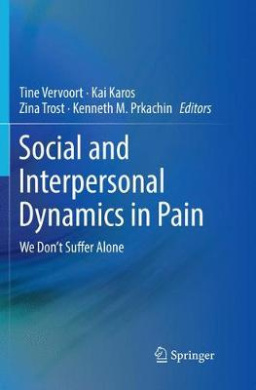 Tine Vervoort · Kai Karos
Zina Trost · Kenneth M. Prkachin Editors
Social and
Interpersonal
Dynamics in Pain
We Don't Suffer Alone
Springer